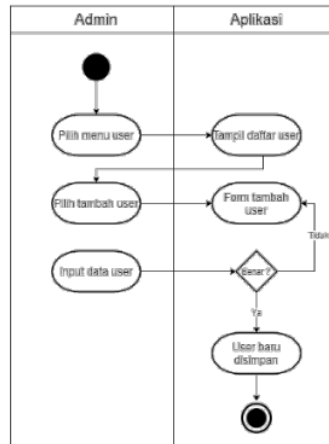 Admin
Aplikasi
Pilih menu user
Tampil daftar user
Pilih tambah user
Form tambah
user
Tidak
Input data user
Benar?
Ya
User baru
disimpan